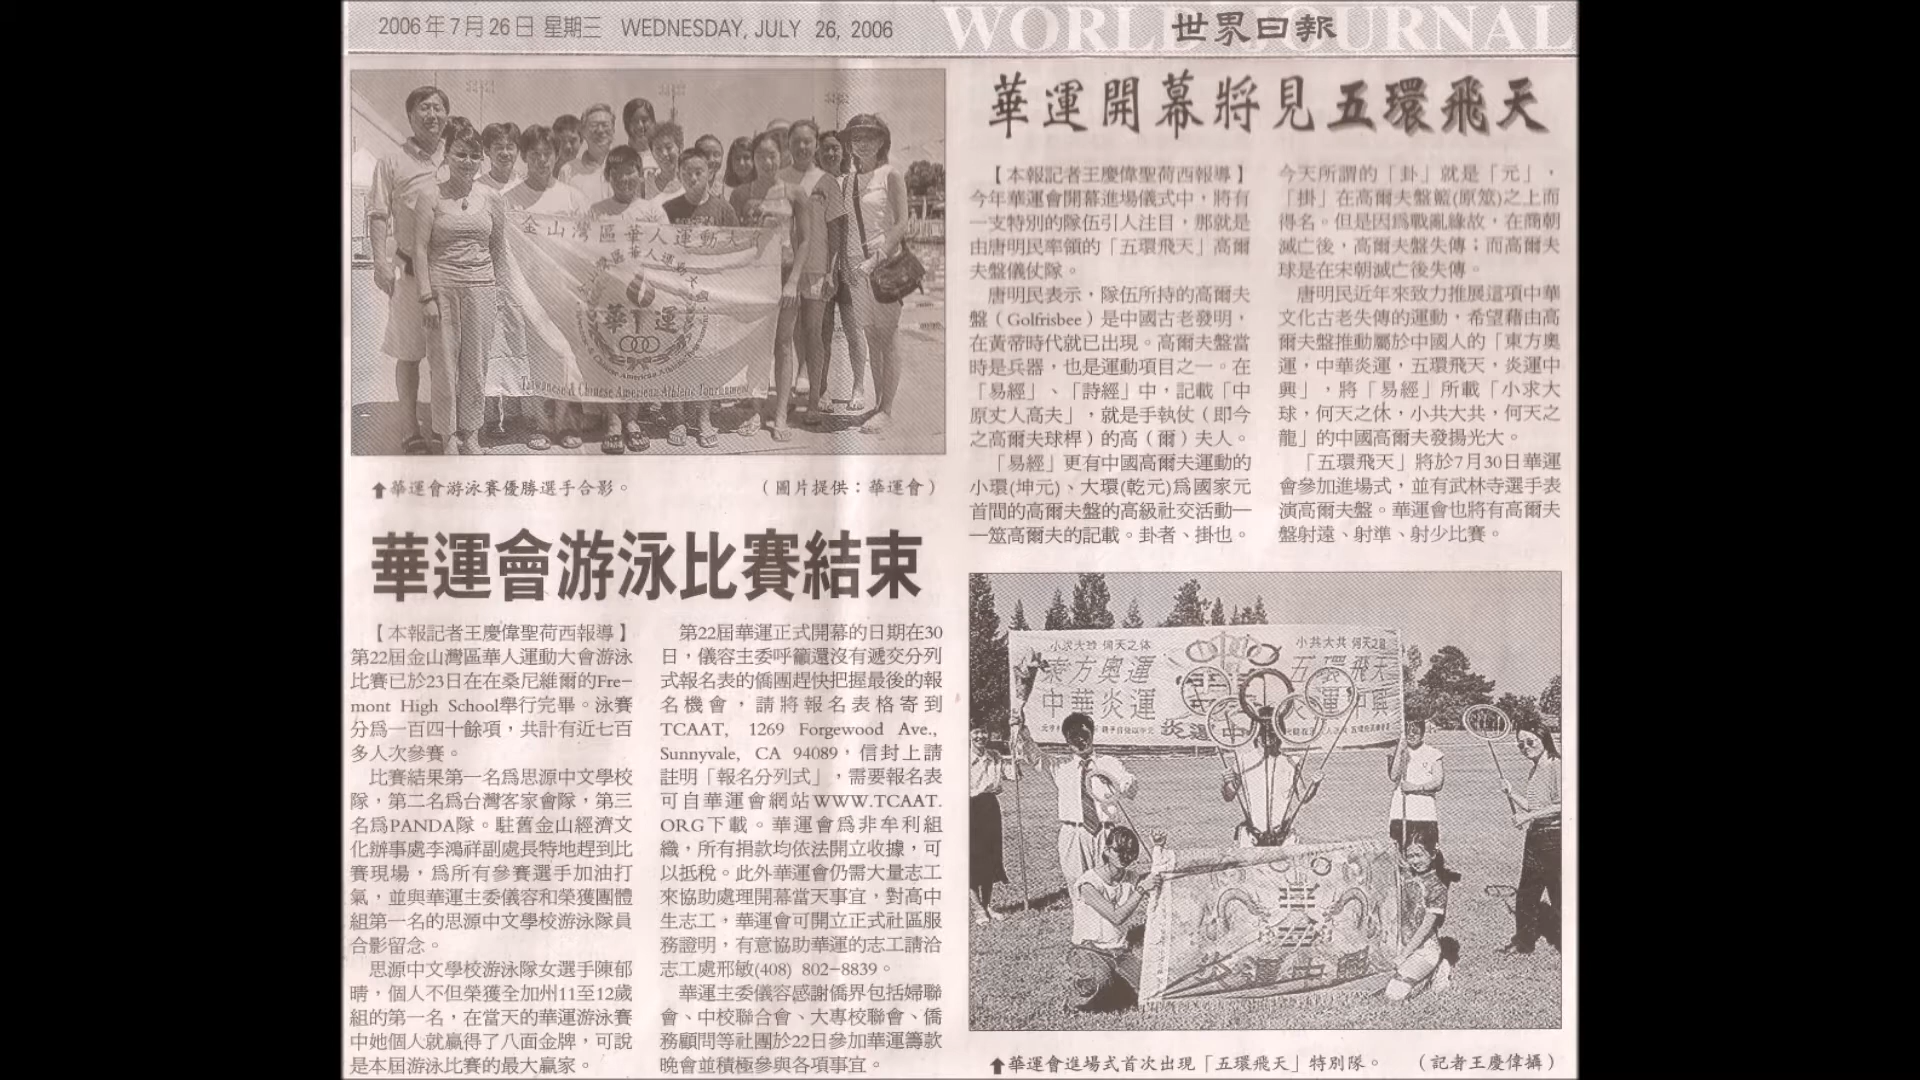 2006年7月26日 星期三 WEDNESDAY, JULY 26, 2006
WORLD JOURNAL
世界日報
金山灣區華人運動大會
華運
Taiwanese & Chinese American Athletic Tournament
⬆華運會游泳賽優勝選手合影。
（圖片提供：華運會）
華運會游泳比賽結束
【本報記者王慶偉聖荷西報導】
第22屆金山灣區華人運動大會游泳
比賽已於23日在在桑尼維爾的Fre-
mont High School舉行完畢。泳賽
分爲一百四十餘項，共計有近七百
多人次參賽。
比賽結果第一名爲思源中文學校
隊，第二名爲台灣客家會隊，第三
名爲PANDA隊。駐舊金山經濟文
化辦事處李鴻祥副處長特地趕到比
賽現場，爲所有參賽選手加油打
氣，並與華運主委儀容和榮獲團體
組第一名的思源中文學校游泳隊員
合影留念。
思源中文學校游泳隊女選手陳郁
晴，個人不但榮獲全加州11至12歲
組的第一名，在當天的華運游泳賽
中她個人就贏得了八面金牌，可說
是本屆游泳比賽的最大贏家。
第22屆華運正式開幕的日期在30
日，儀容主委呼籲還沒有遞交分列
式報名表的僑團趕快把握最後的報
名機會，請將報名表格寄到
TCAAT, 1269 Forgewood Ave.,
Sunnyvale, CA 94089，信封上請
註明「報名分列式」，需要報名表
可自華運會網站WWW.TCAAT.
ORG下載。華運會爲非牟利組
織，所有捐款均依法開立收據，可
以抵稅。此外華運會仍需大量志工
來協助處理開幕當天事宜，對高中
生志工，華運會可開立正式社區服
務證明，有意協助華運的志工請洽
志工處邢敏(408) 802-8839。
華運主委儀容感謝僑界包括婦聯
會、中校聯合會、大專校聯會、僑
務顧問等社團於22日參加華運籌款
晚會並積極參與各項事宜。
華運開幕將見五環飛天
【本報記者王慶偉聖荷西報導】
今年華運會開幕進場儀式中，將有
一支特別的隊伍引人注目，那就是
由唐明民率領的「五環飛天」高爾
夫盤儀仗隊。
唐明民表示，隊伍所持的高爾夫
盤（Golfrisbee）是中國古老發明，
在黃帝時代就已出現。高爾夫盤當
時是兵器，也是運動項目之一。在
「易經」、「詩經」中，記載「中
原丈人高夫」，就是手執仗（即今
之高爾夫球桿）的高（爾）夫人。
「易經」更有中國高爾夫運動的
小環(坤元)、大環(乾元)爲國家元
首間的高爾夫盤的高級社交活動—
—筮高爾夫的記載。卦者、掛也。
今天所謂的「卦」就是「元」，
「掛」在高爾夫盤籃(原筮)之上而
得名。但是因爲戰亂緣故，在商朝
滅亡後，高爾夫盤失傳；而高爾夫
球是在宋朝滅亡後失傳。
唐明民近年來致力推展這項中華
文化古老失傳的運動，希望藉由高
爾夫盤推動屬於中國人的「東方奧
運，中華炎運，五環飛天，炎運中
興」，將「易經」所載「小求大
球，何天之休，小共大共，何天之
龍」的中國高爾夫發揚光大。
「五環飛天」將於7月30日華運
會參加進場式，並有武林寺選手表
演高爾夫盤。華運會也將有高爾夫
盤射遠、射準、射少比賽。
小求大球 何天之休
小共大共 何天之龍
東方奧運
五環飛天
中華炎運
炎運中興
⬆華運會進場式首次出現「五環飛天」特別隊。
（記者王慶偉攝）